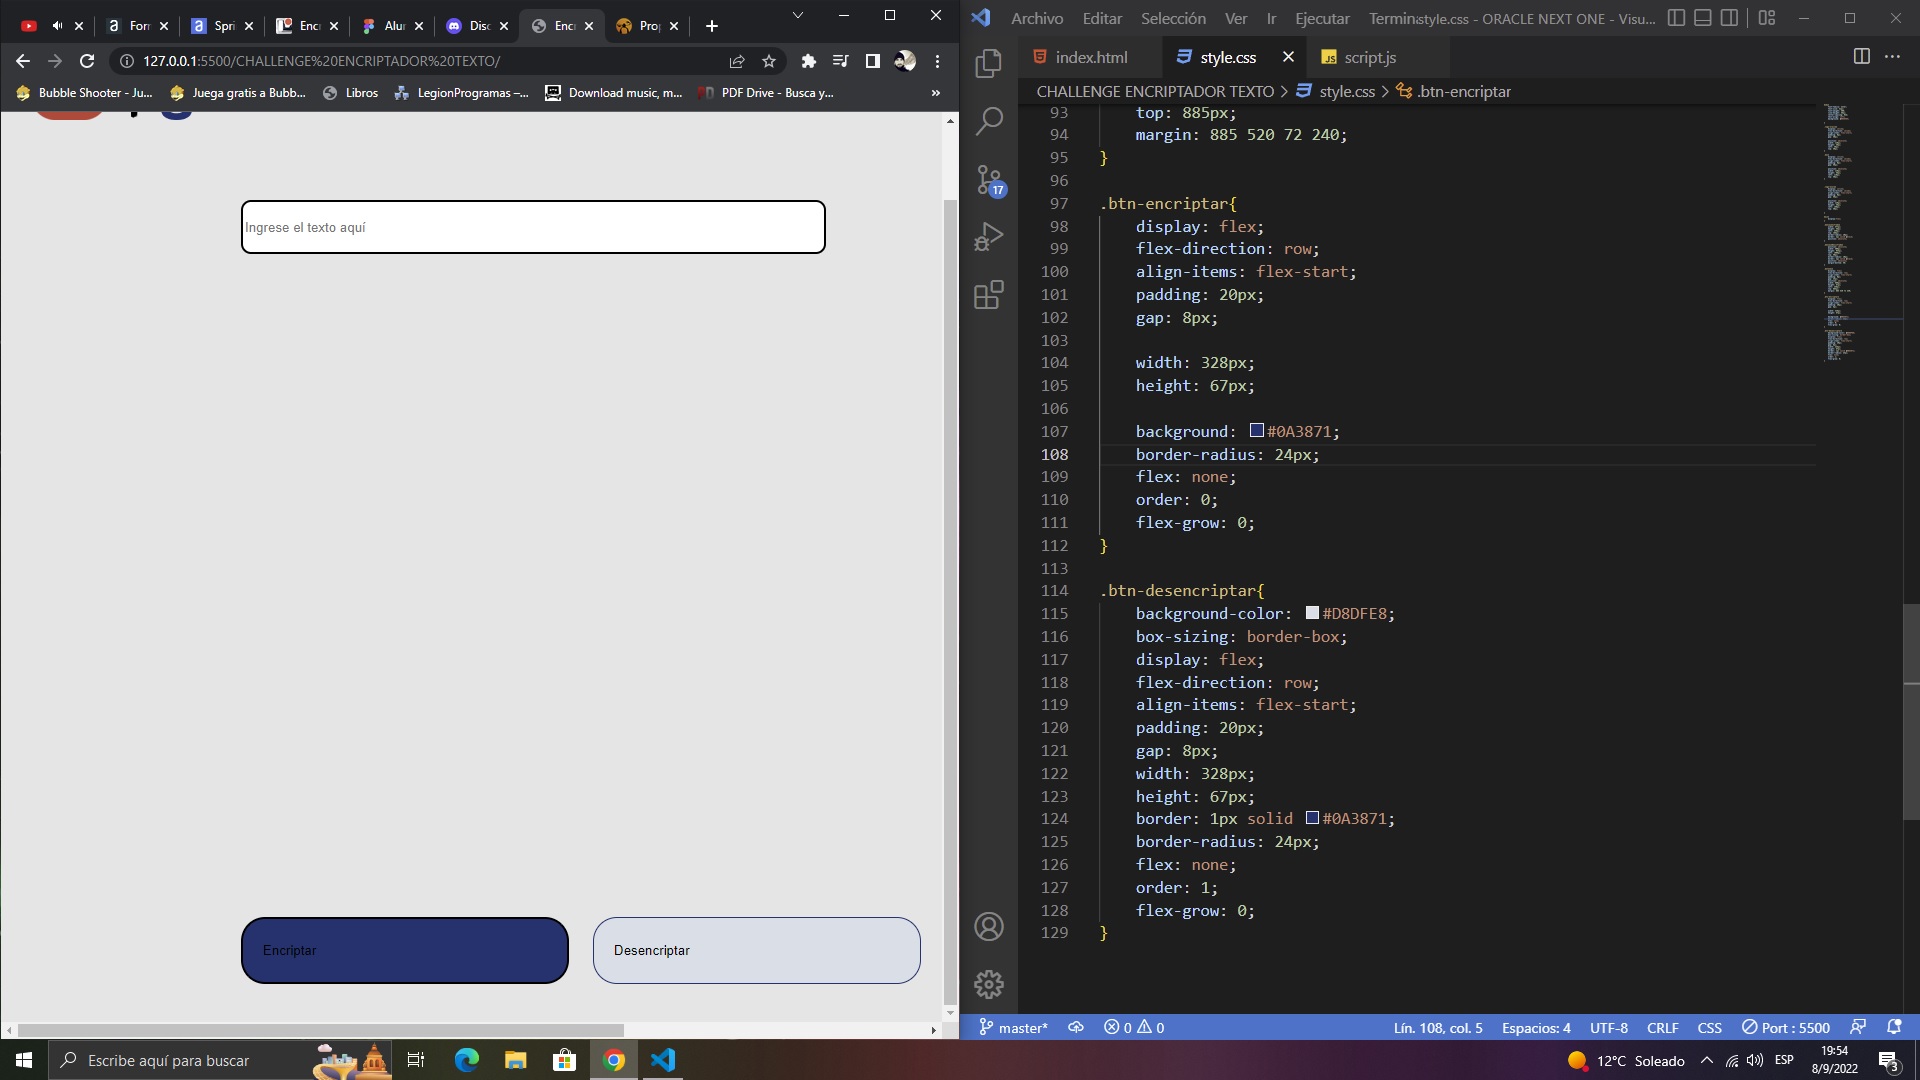 Forr
Spri
Encr
Alur
Disc
Encr
Proj
127.0.0.1:5500/CHALLENGE%20ENCRIPTADOR%20TEXTO/
Bubble Shooter - Ju...
Juega gratis a Bubb...
Libros
LegionProgramas –...
Download music, m...
PDF Drive - Busca y...
»
Ingrese el texto aquí
Encriptar
Desencriptar
Archivo Editar Selección Ver Ir Ejecutar Termin
style.css - ORACLE NEXT ONE - Visu...
index.html
style.css
JS script.js
CHALLENGE ENCRIPTADOR TEXTO > style.css > .btn-encriptar
17
93 top: 885px;
94 margin: 885 520 72 240;
95 }
96
97 .btn-encriptar{
98 display: flex;
99 flex-direction: row;
100 align-items: flex-start;
101 padding: 20px;
102 gap: 8px;
103
104 width: 328px;
105 height: 67px;
106
107 background: #0A3871;
108 border-radius: 24px;
109 flex: none;
110 order: 0;
111 flex-grow: 0;
112 }
113
114 .btn-desencriptar{
115 background-color: #D8DFE8;
116 box-sizing: border-box;
117 display: flex;
118 flex-direction: row;
119 align-items: flex-start;
120 padding: 20px;
121 gap: 8px;
122 width: 328px;
123 height: 67px;
124 border: 1px solid #0A3871;
125 border-radius: 24px;
126 flex: none;
127 order: 1;
128 flex-grow: 0;
129 }
master* 0 0 Lín. 108, col. 5 Espacios: 4 UTF-8 CRLF CSS Port : 5500
Escribe aquí para buscar
12°C Soleado
ESP
19:54
8/9/2022
3